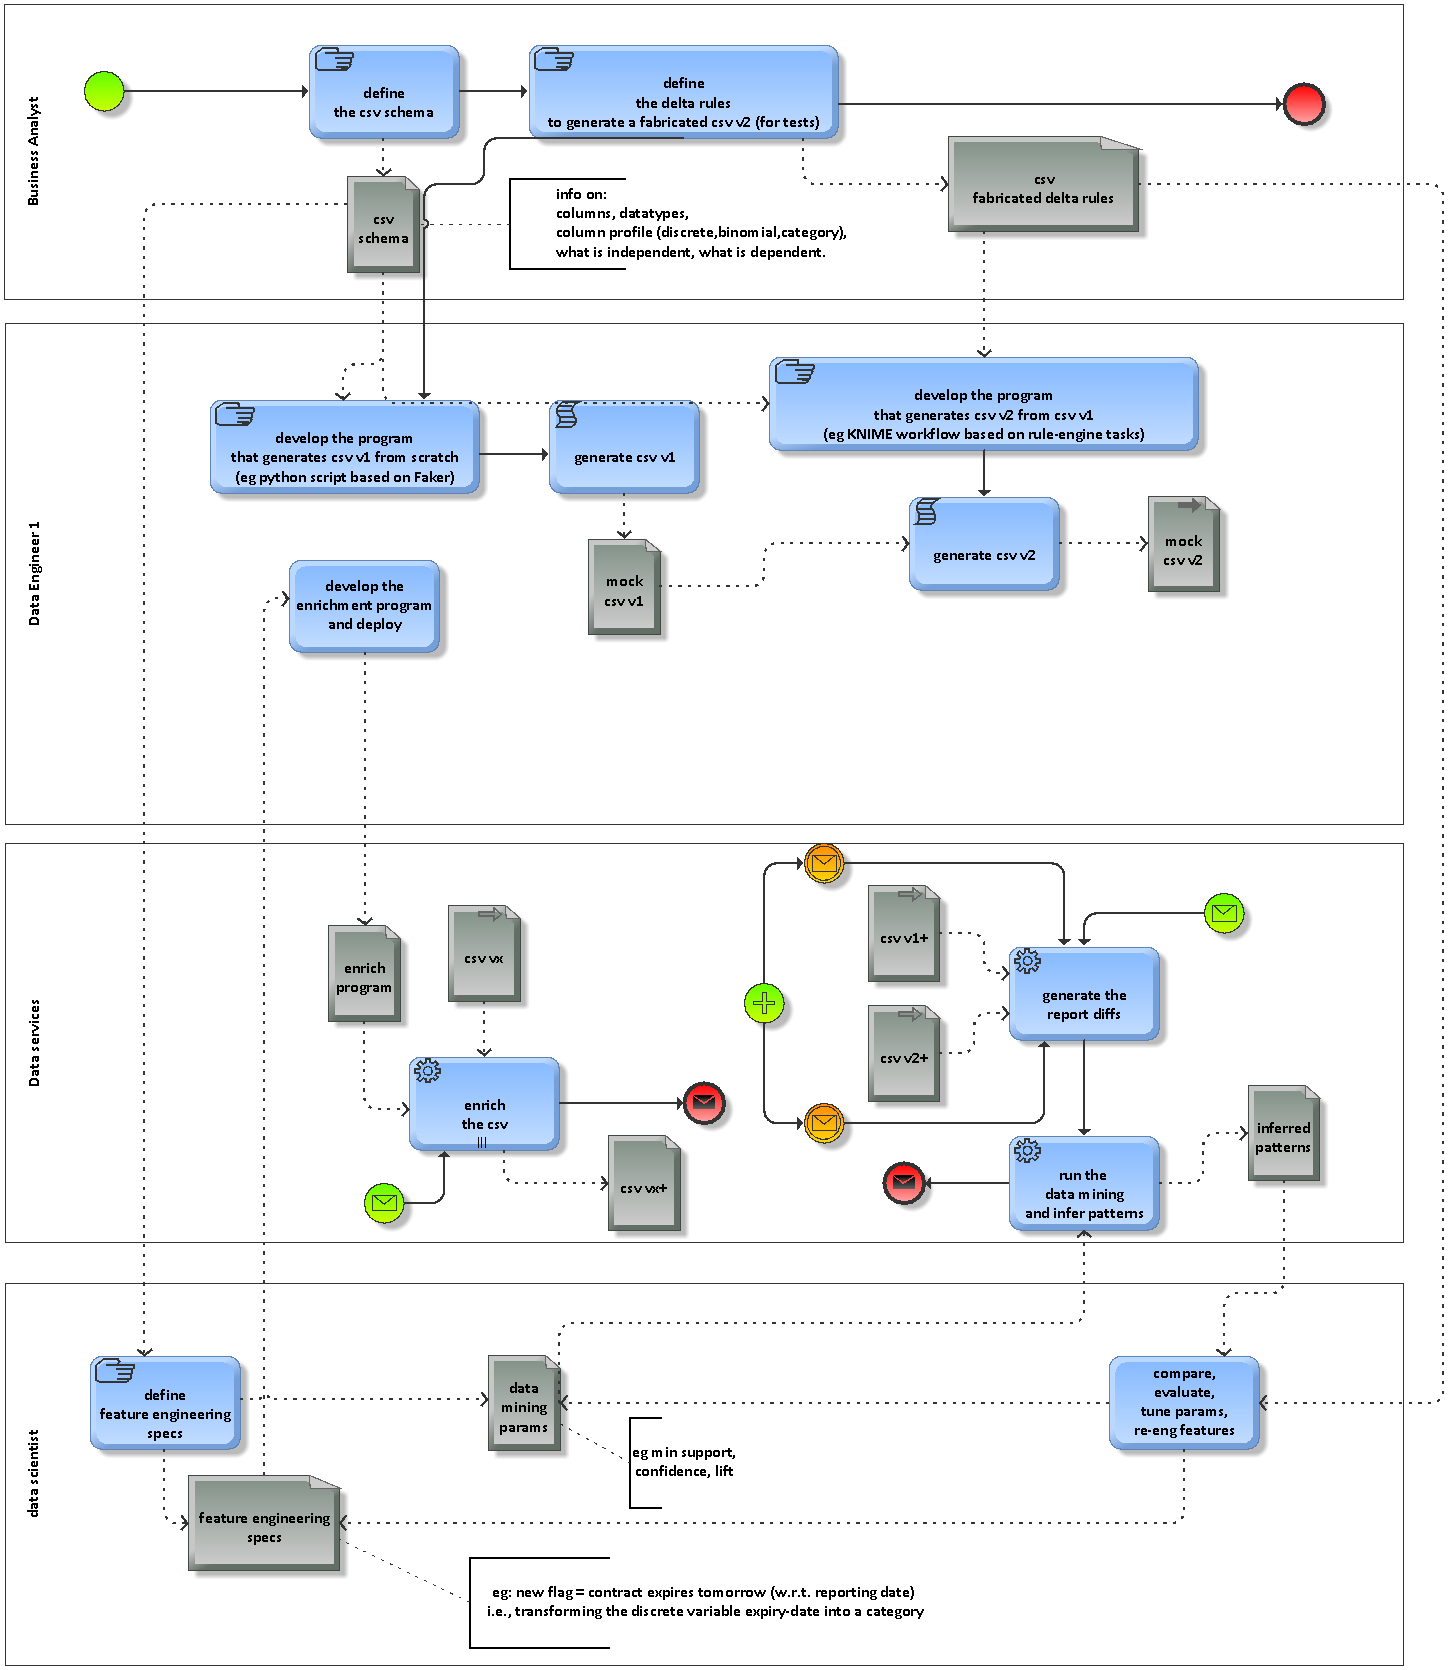 Business Analyst
define
the csv schema
define
the delta rules
to generate a fabricated csv v2 (for tests)
csv
schema
info on:
columns, datatypes,
column profile (discrete,binomial,category),
what is independent, what is dependent.
csv
fabricated delta rules
Data Engineer 1
develop the program
that generates csv v1 from scratch
(eg python script based on Faker)
generate csv v1
develop the program
that generates csv v2 from csv v1
(eg KNIME workflow based on rule-engine tasks)
generate csv v2
mock
csv v1
mock
csv v2
develop the
enrichment program
and deploy
Data services
enrich
program
csv vx
enrich
the csv
csv vx+
csv v1+
csv v2+
generate the
report diffs
run the
data mining
and infer patterns
inferred
patterns
data scientist
define
feature engineering
specs
data
mining
params
eg min support,
confidence, lift
compare,
evaluate,
tune params,
re-eng features
feature engineering
specs
eg: new flag = contract expires tomorrow (w.r.t. reporting date)
i.e., transforming the discrete variable expiry-date into a category